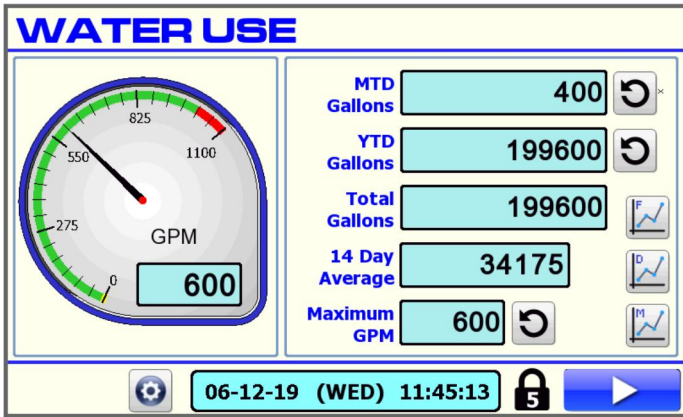 WATER USE
825
550
1100
275
GPM
0
600
MTD
Gallons
400
YTD
Gallons
199600
Total
Gallons
199600
F
14 Day
Average
34175
D
Maximum
GPM
600
M
06-12-19 (WED) 11:45:13
5